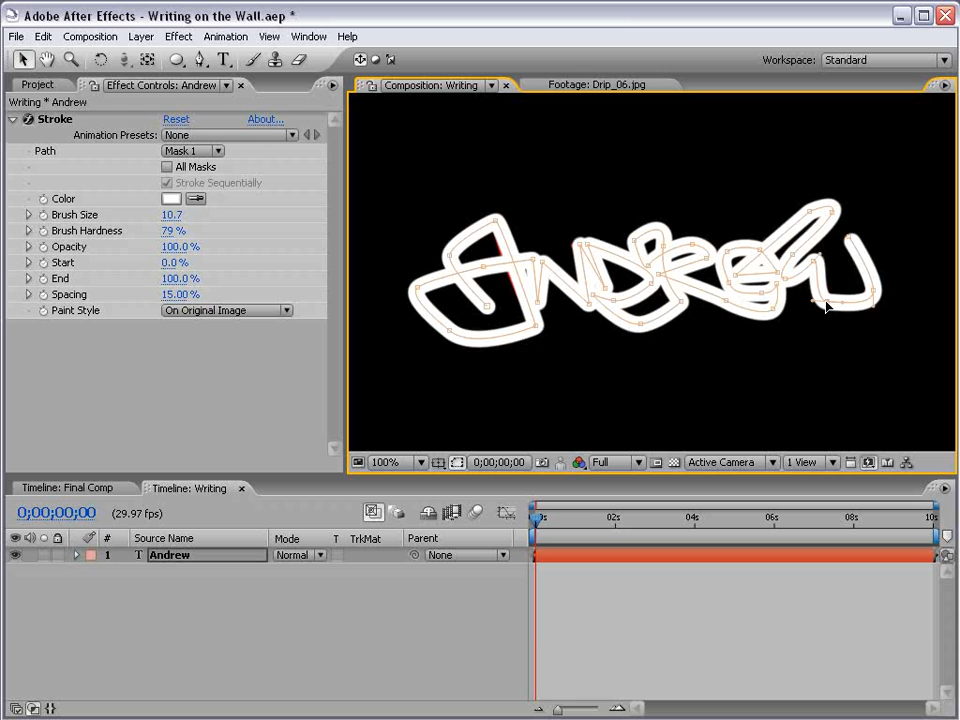 Adobe After Effects - Writing on the Wall.aep *
File Edit Composition Layer Effect Animation View Window Help
Workspace: Standard
Project Effect Controls: Andrew Composition: Writing Footage: Drip_06.jpg
Writing * Andrew
Stroke Reset About...
Animation Presets: None
Path Mask 1
All Masks
Stroke Sequentially
Color
Brush Size 10.7
Brush Hardness 79 %
Opacity 100.0 %
Start 0.0 %
End 100.0 %
Spacing 15.00 %
Paint Style On Original Image
ANDREW
100% 0;00;00;00 Full Active Camera 1 View
Timeline: Final Comp Timeline: Writing
0;00;00;00 (29.97 fps)
0s 02s 04s 06s 08s 10s
# Source Name Mode T TrkMat Parent
1 T Andrew Normal None